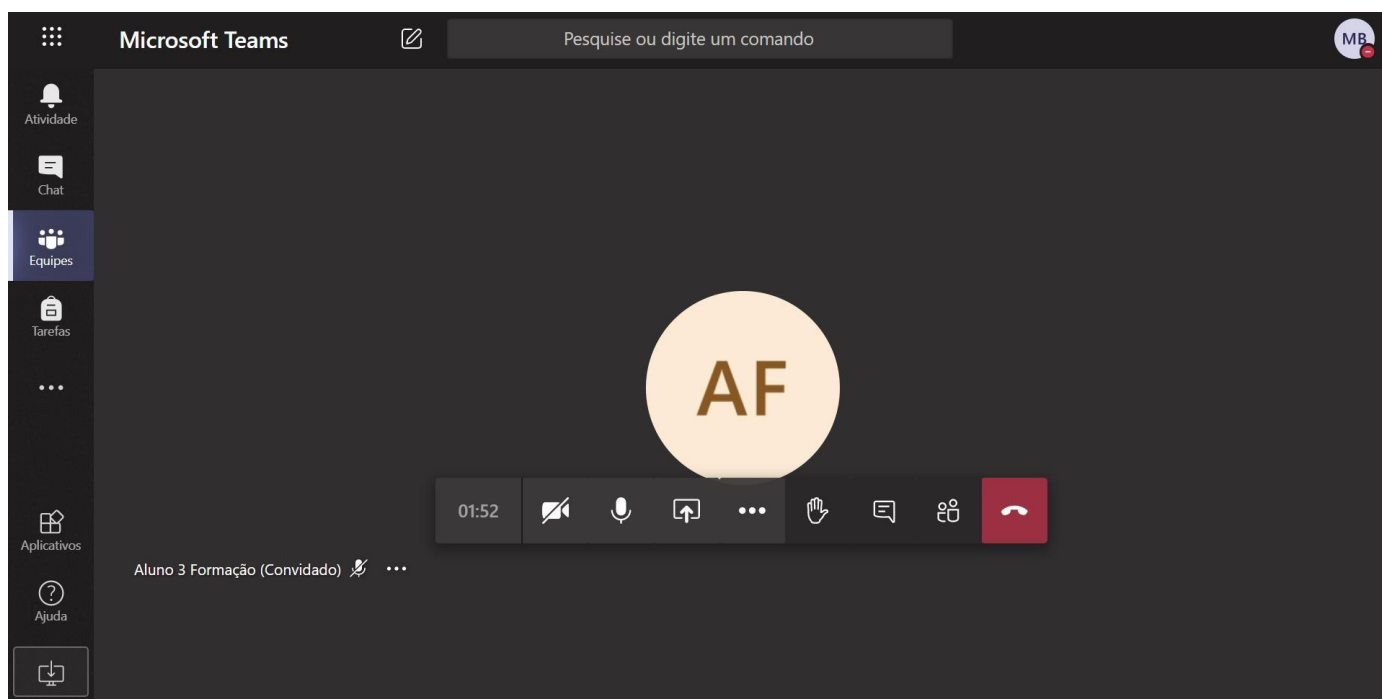 Microsoft Teams
Pesquise ou digite um comando
MB
Atividade
Chat
Equipes
Tarefas
AF
01:52
Aplicativos
Aluno 3 Formação (Convidado)
Ajuda